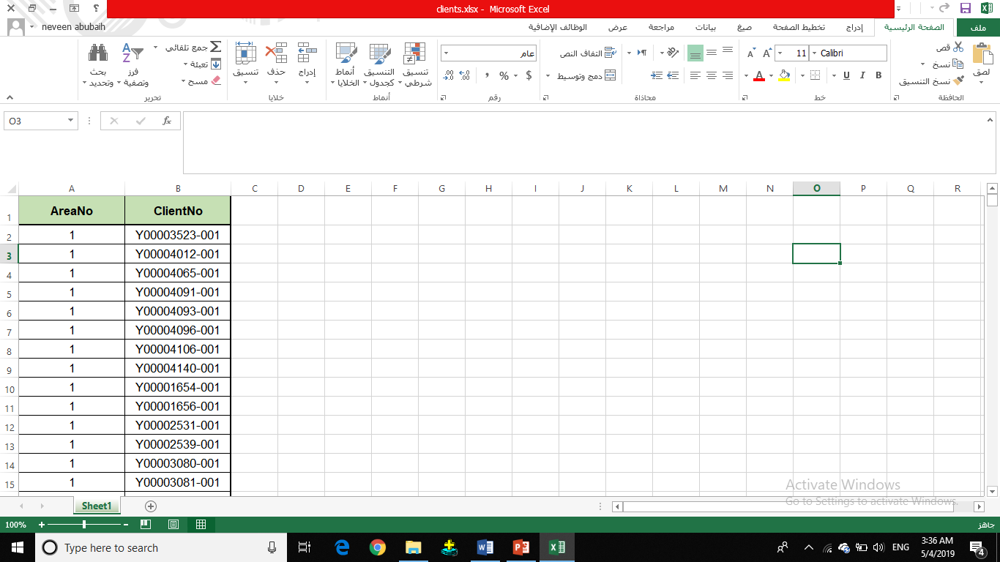 clients.xlsx - Microsoft Excel
neveen abubaih
ملف
الصفحة الرئيسية
إدراج
تخطيط الصفحة
صيغ
بيانات
مراجعة
عرض
الوظائف الإضافية
لصق
قص
نسخ
نسخ التنسيق
الحافظة
Calibri 11
B I U
خط
التفاف النص
دمج وتوسيط
محاذاة
عام
$ % ,
رقم
تنسيق شرطي
التنسيق كجدول
أنماط الخلايا
أنماط
إدراج
حذف
تنسيق
خلايا
جمع تلقائي
تعبئة
مسح
فرز وتصفية
بحث وتحديد
تحرير
O3
fx
A B C D E F G H I J K L M N O P Q R
1 AreaNo ClientNo
2 1 Y00003523-001
3 1 Y00004012-001
4 1 Y00004065-001
5 1 Y00004091-001
6 1 Y00004093-001
7 1 Y00004096-001
8 1 Y00004106-001
9 1 Y00004140-001
10 1 Y00001654-001
11 1 Y00001656-001
12 1 Y00002531-001
13 1 Y00002539-001
14 1 Y00003080-001
15 1 Y00003081-001
Activate Windows
Go to Settings to activate Windows.
Sheet1
100%
جاهز
Type here to search
ENG
3:36 AM
5/4/2019
4